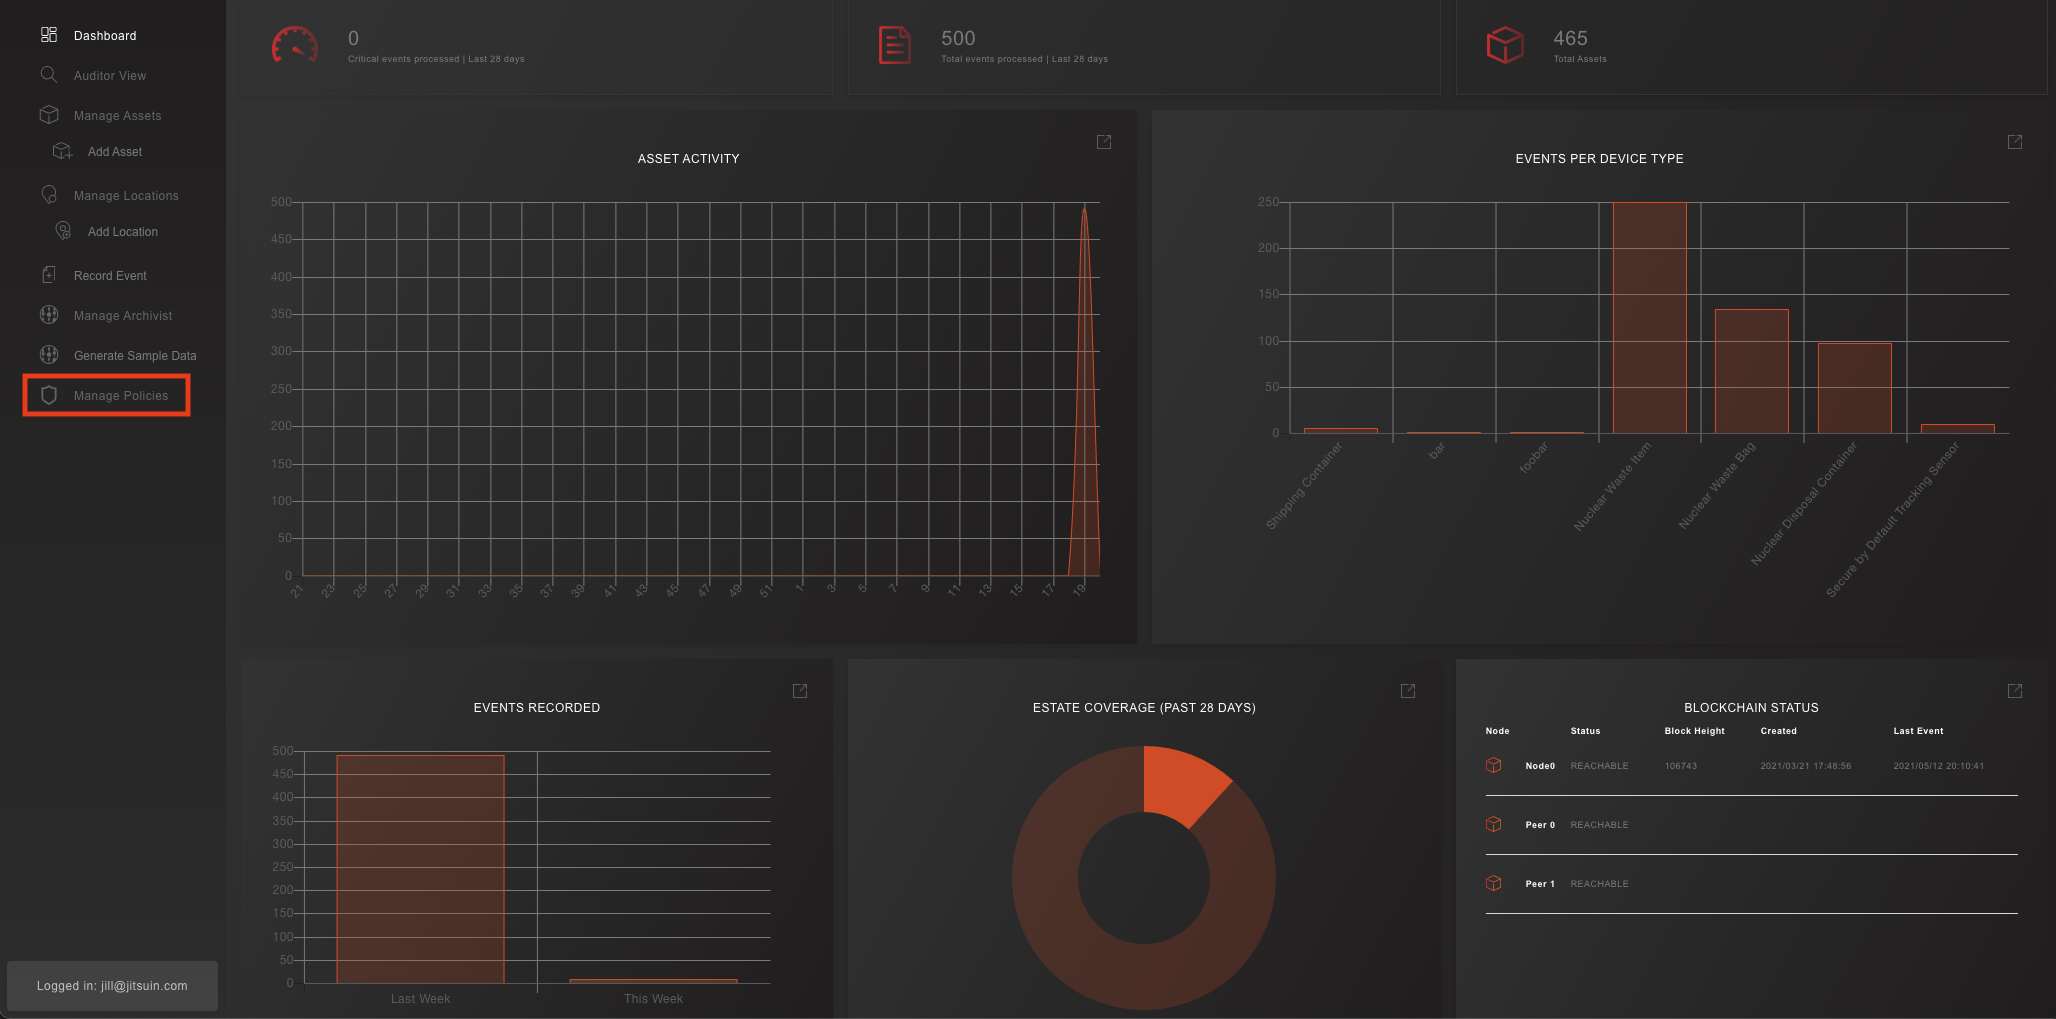 Dashboard
Auditor View
Manage Assets
Add Asset
Manage Locations
Add Location
Record Event
Manage Archivist
Generate Sample Data
Manage Policies
Logged in: jill@jitsuin.com
0
Critical events processed | Last 28 days
500
Total events processed | Last 28 days
465
Total Assets
ASSET ACTIVITY
500
450
400
350
300
250
200
150
100
50
0
21 23 25 27 29 31 33 35 37 39 41 43 45 47 49 51 1 3 5 7 9 11 13 15 17 19
EVENTS PER DEVICE TYPE
250
200
150
100
50
0
Shipping Container
bar
foobar
Nuclear Waste Item
Nuclear Waste Bag
Nuclear Disposal Container
Secure by Default Tracking Sensor
EVENTS RECORDED
500
450
400
350
300
250
200
150
100
50
0
Last Week This Week
ESTATE COVERAGE (PAST 28 DAYS)
BLOCKCHAIN STATUS
Node Status Block Height Created Last Event
Node0 REACHABLE 106743 2021/03/21 17:48:56 2021/05/12 20:10:41
Peer 0 REACHABLE
Peer 1 REACHABLE